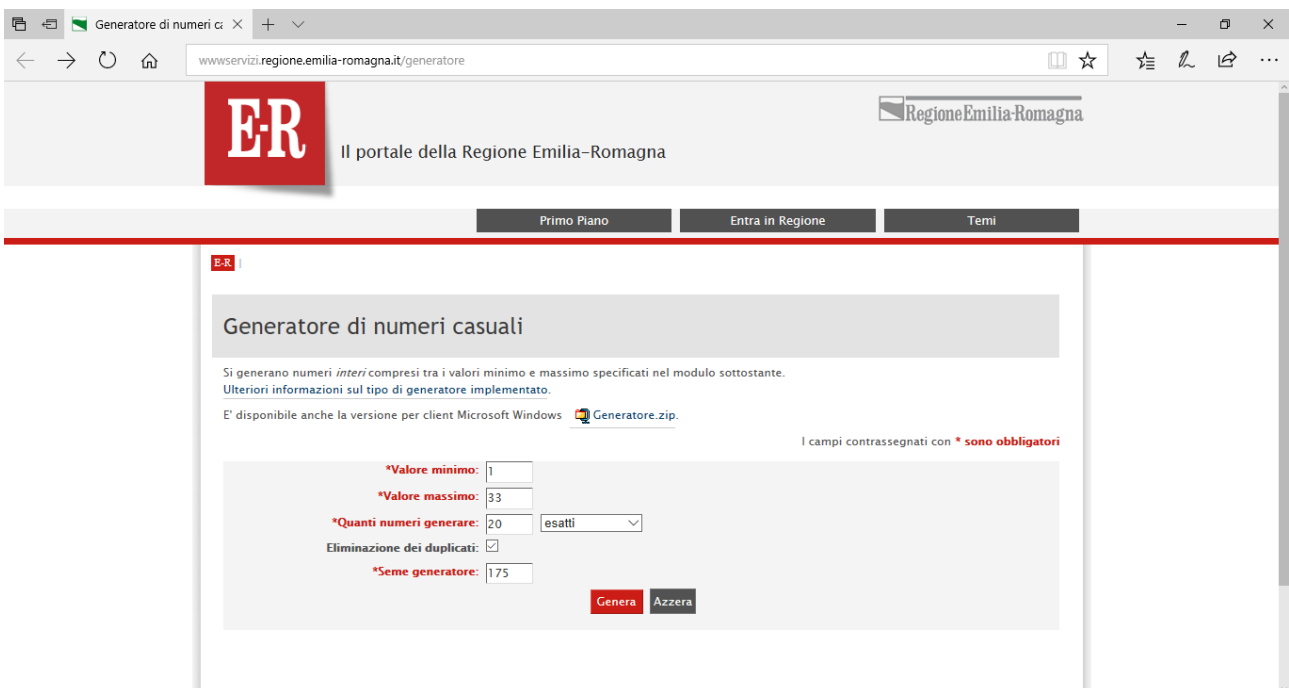 Generatore di numeri ca
wwwservizi.regione.emilia-romagna.it/generatore
E-R
RegioneEmilia-Romagna
Il portale della Regione Emilia-Romagna
Primo Piano
Entra in Regione
Temi
E-R |
Generatore di numeri casuali
Si generano numeri interi compresi tra i valori minimo e massimo specificati nel modulo sottostante.
Ulteriori informazioni sul tipo di generatore implementato.
E' disponibile anche la versione per client Microsoft Windows Generatore.zip.
I campi contrassegnati con * sono obbligatori
*Valore minimo: 1
*Valore massimo: 33
*Quanti numeri generare: 20 esatti
Eliminazione dei duplicati:
*Seme generatore: 175
Genera Azzera